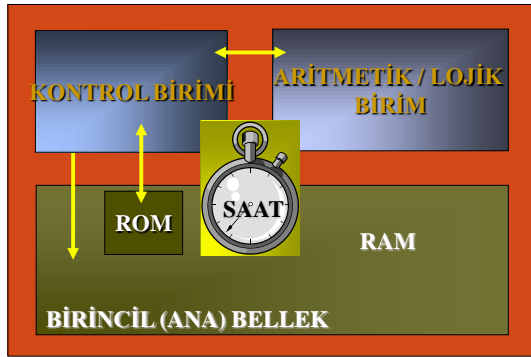 KONTROL BİRİMİ
ARİTMETİK / LOJİK
BİRİM
SAAT
ROM
RAM
BİRİNCİL (ANA) BELLEK